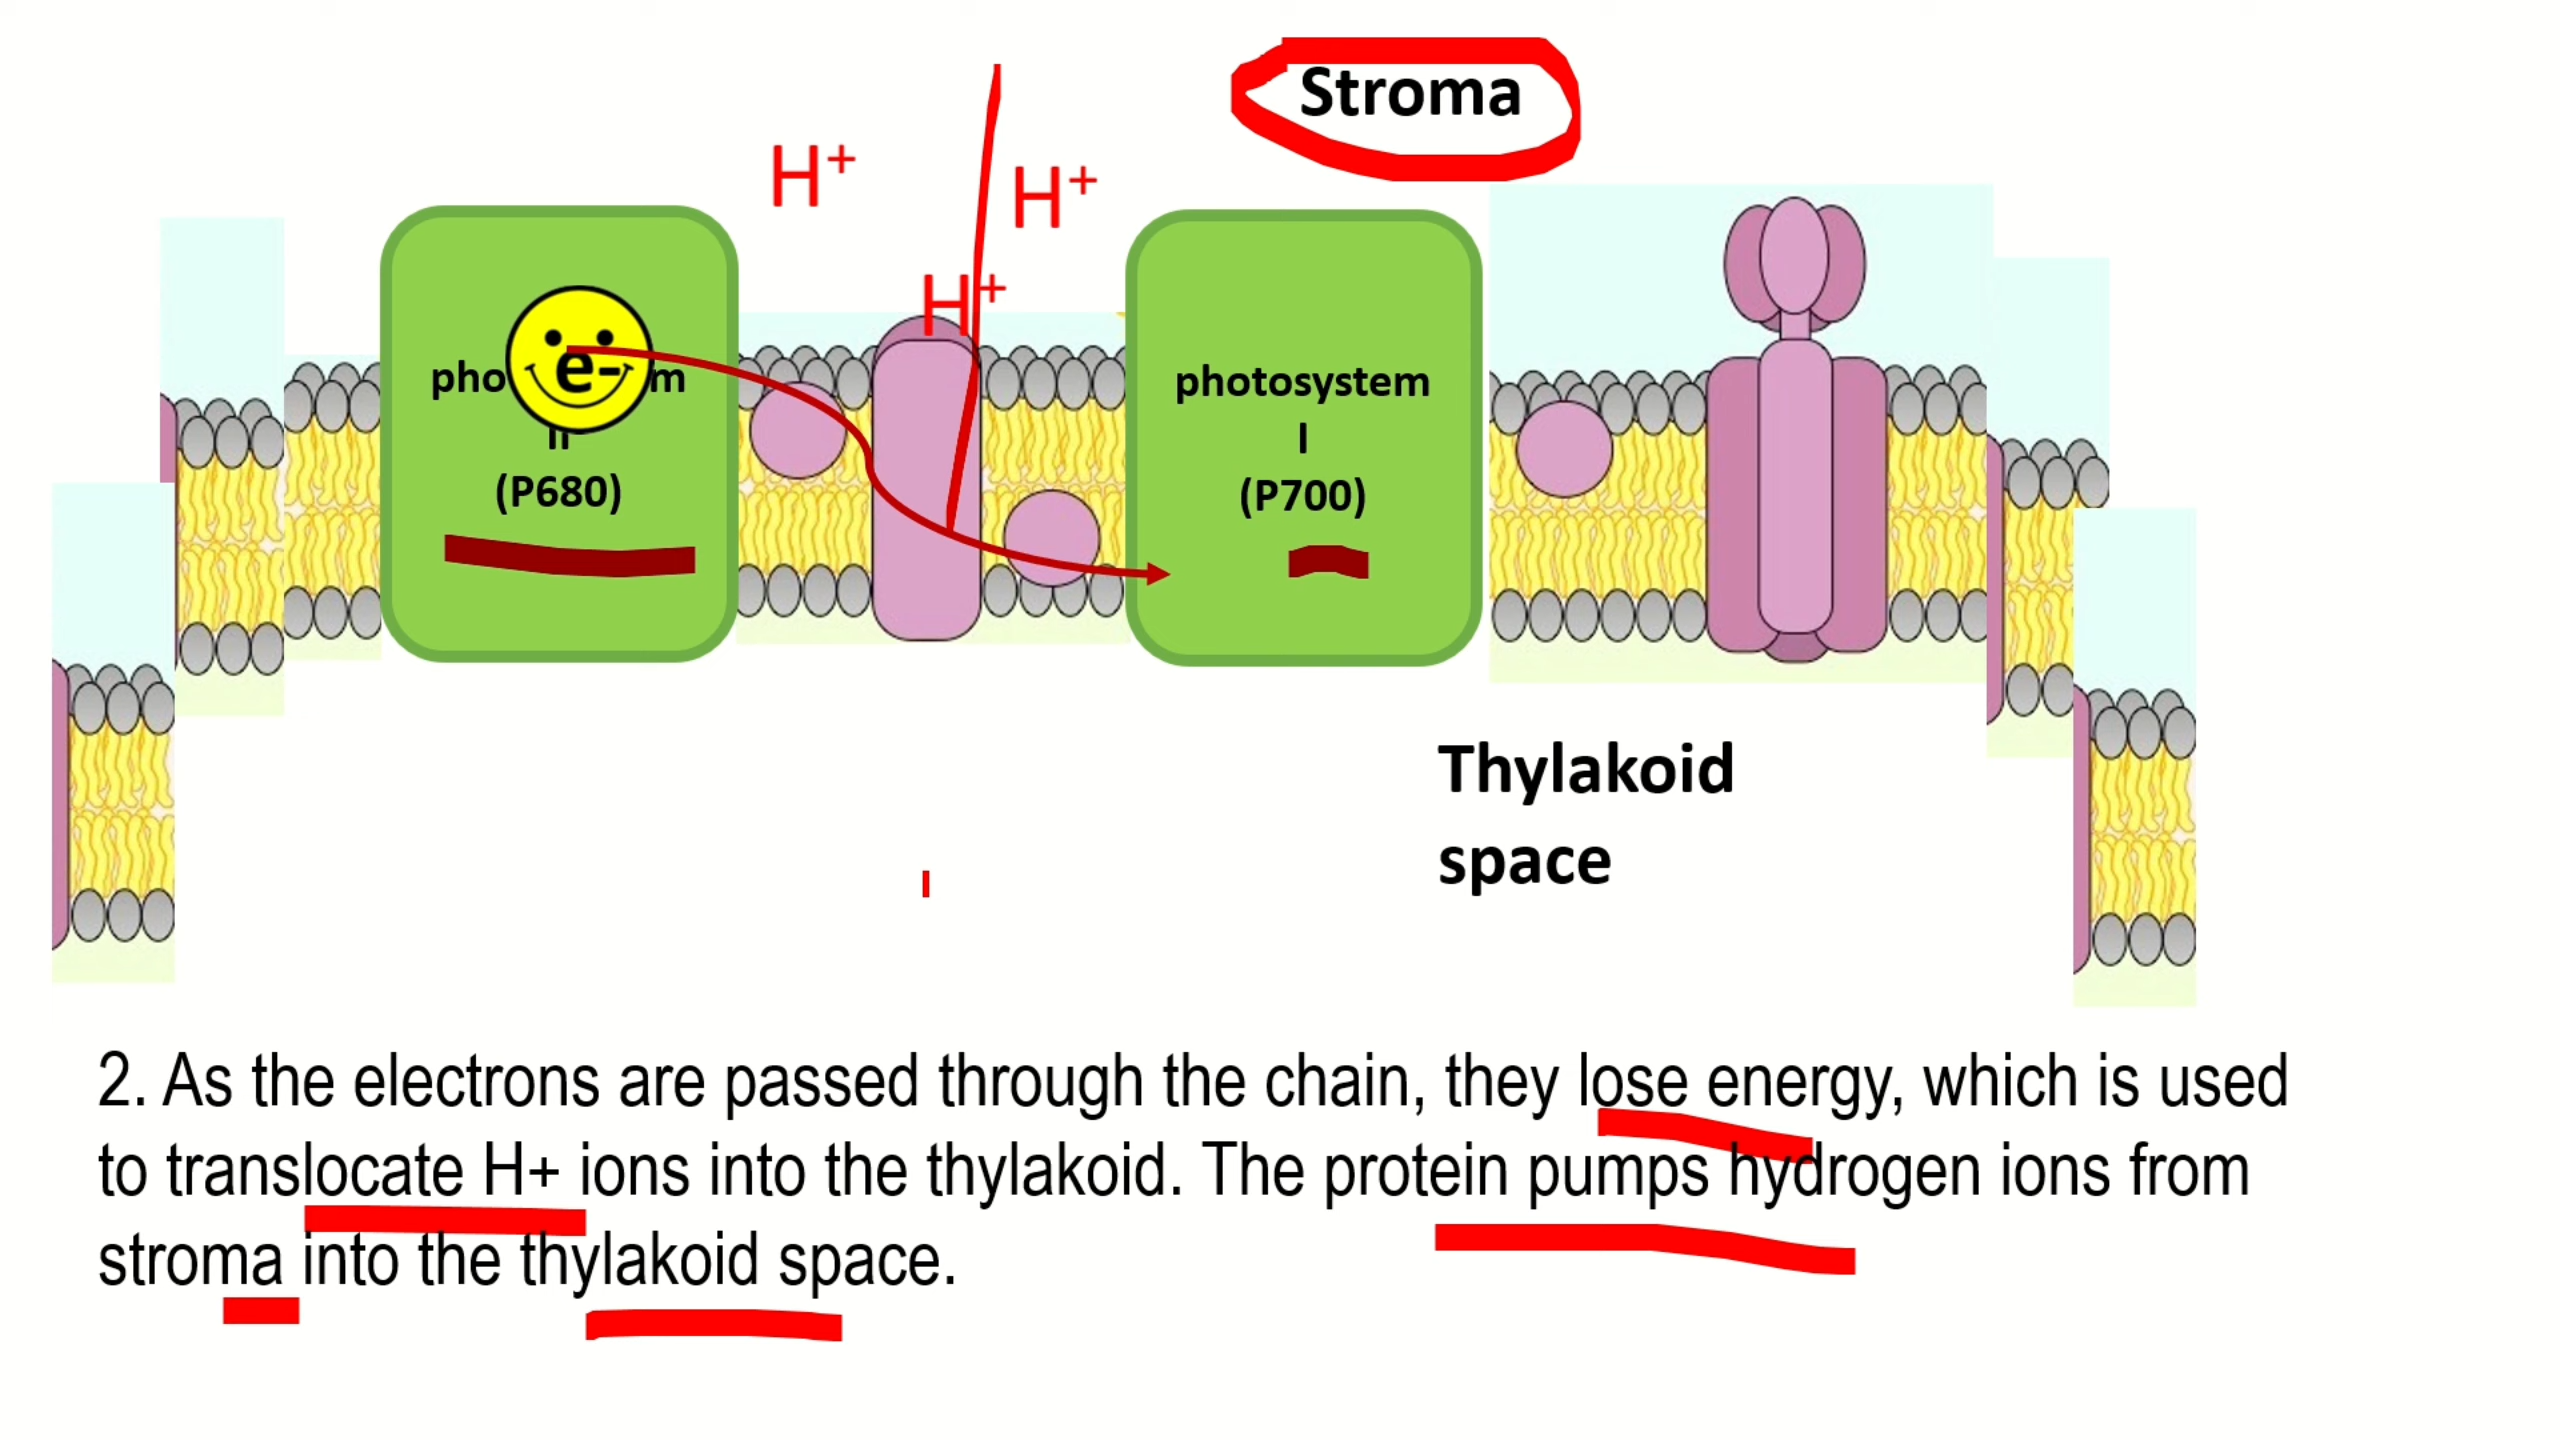 Stroma
H+
H+
H+
e-
pho m
II
(P680)
photosystem
I
(P700)
Thylakoid
space
2. As the electrons are passed through the chain, they lose energy, which is used
to translocate H+ ions into the thylakoid. The protein pumps hydrogen ions from
stroma into the thylakoid space.